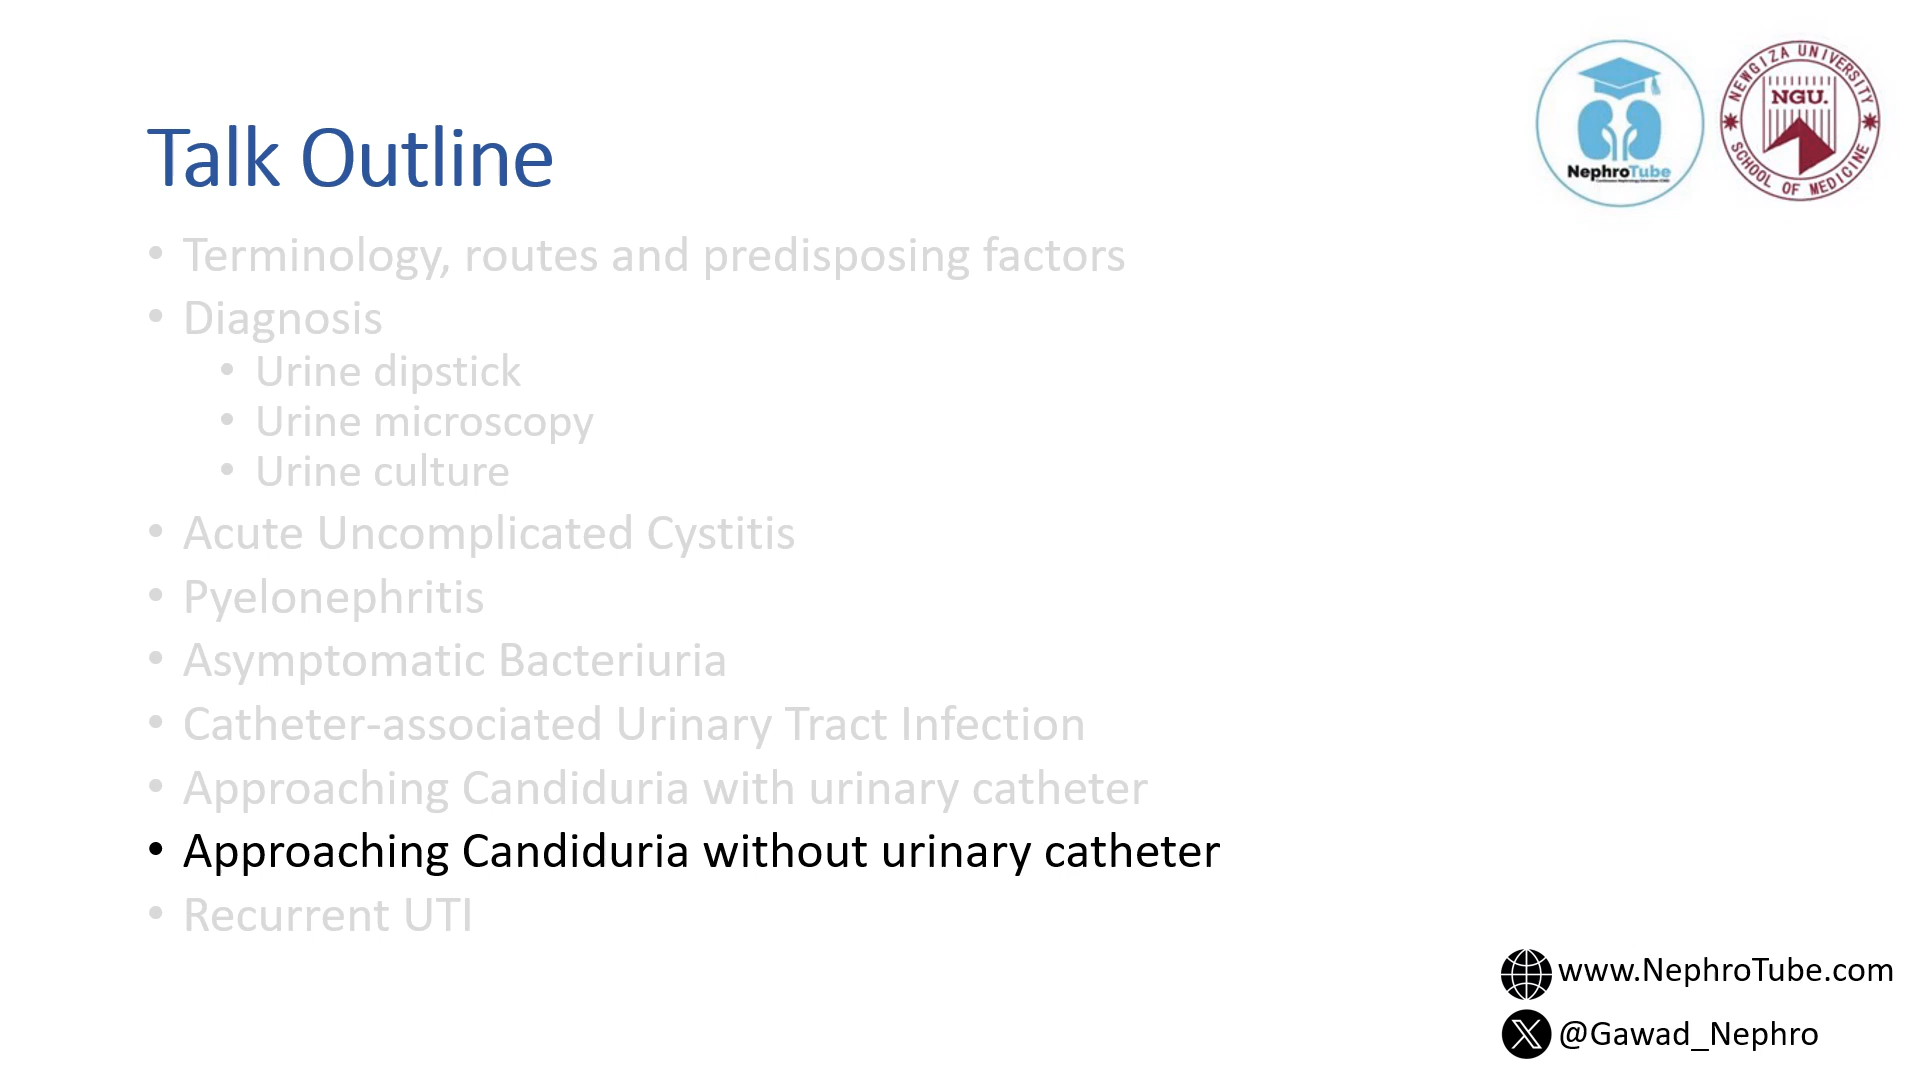 NephroTube
NEWGIZA UNIVERSITY
NGU.
SCHOOL OF MEDICINE
Talk Outline
• Terminology, routes and predisposing factors
• Diagnosis
• Urine dipstick
• Urine microscopy
• Urine culture
• Acute Uncomplicated Cystitis
• Pyelonephritis
• Asymptomatic Bacteriuria
• Catheter-associated Urinary Tract Infection
• Approaching Candiduria with urinary catheter
• Approaching Candiduria without urinary catheter
• Recurrent UTI
www.NephroTube.com
@Gawad_Nephro